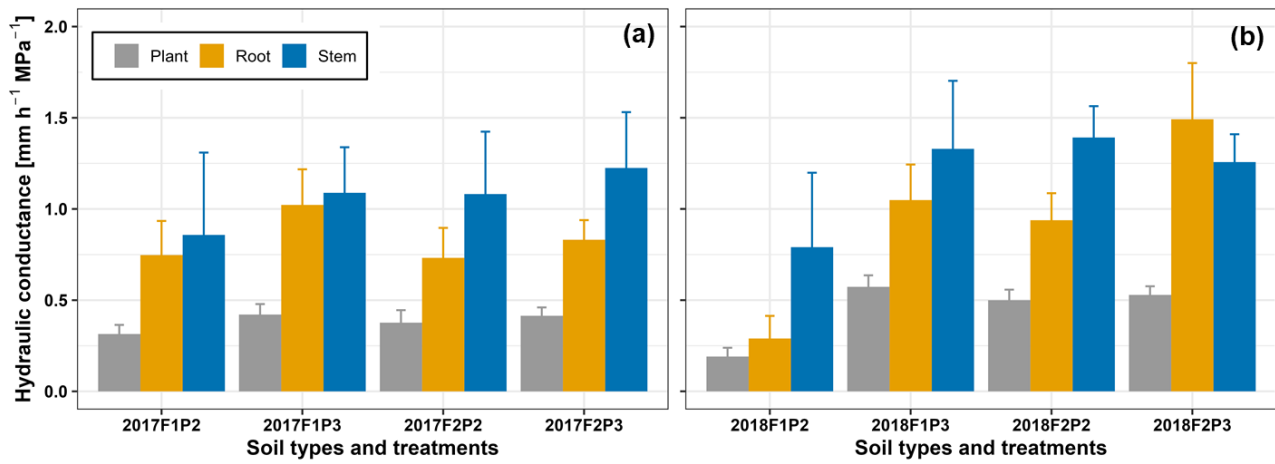 Hydraulic conductance [mm h⁻¹ MPa⁻¹]
2.0
1.5
1.0
0.5
0.0
Plant Root Stem
(a)
2017F1P2 2017F1P3 2017F2P2 2017F2P3
Soil types and treatments
(b)
2018F1P2 2018F1P3 2018F2P2 2018F2P3
Soil types and treatments